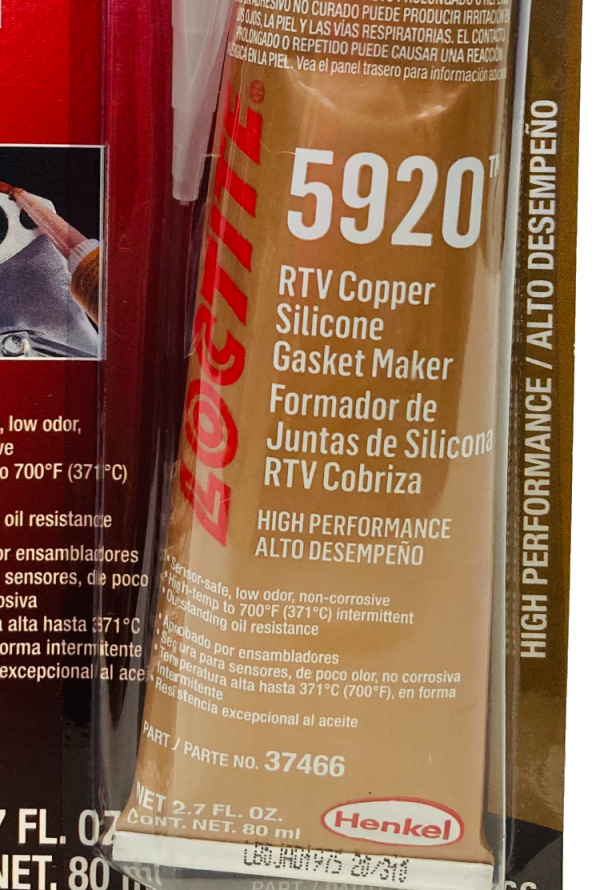 ADHESIVO NO CURADO PUEDE PRODUCIR IRRITACIÓN EN
LOS OJOS, LA PIEL Y LAS VÍAS RESPIRATORIAS. EL CONTACTO
PROLONGADO O REPETIDO PUEDE CAUSAR UNA REACCIÓN
EN LA PIEL. Vea el panel trasero para información
LOCTITE®
5920™
RTV Copper
Silicone
Gasket Maker
Formador de
Juntas de Silicona
RTV Cobriza
HIGH PERFORMANCE
ALTO DESEMPEÑO
• Sensor-safe, low odor, non-corrosive
• High-temp to 700°F (371°C) intermittent
• Outstanding oil resistance
• Aprobado por ensambladores
• Segura para sensores, de poco olor, no corrosiva
• Temperatura alta hasta 371°C (700°F), en forma
intermitente
• Resistencia excepcional al aceite
PART / PARTE NO. 37466
NET 2.7 FL. OZ.
CONT. NET. 80 ml
Henkel
HIGH PERFORMANCE / ALTO DESEMPEÑO
, low odor,
700°F (371°C)
oil resistance
ensambladores
sensores, de poco
alta hasta 371°C
forma intermitente
excepcional al
FL. OZ
NET. 80 ml